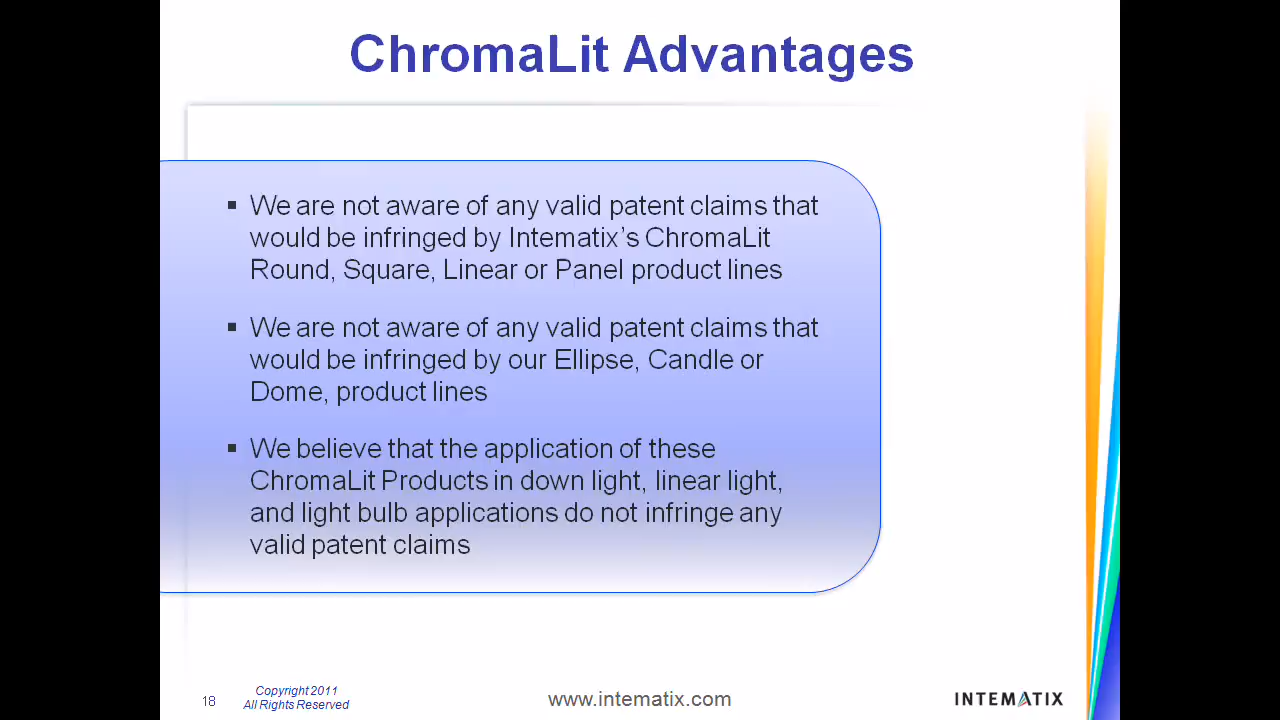 ChromaLit Advantages
▪ We are not aware of any valid patent claims that
would be infringed by Intematix’s ChromaLit
Round, Square, Linear or Panel product lines
▪ We are not aware of any valid patent claims that
would be infringed by our Ellipse, Candle or
Dome, product lines
▪ We believe that the application of these
ChromaLit Products in down light, linear light,
and light bulb applications do not infringe any
valid patent claims
18
Copyright 2011
All Rights Reserved
www.intematix.com
INTEMATIX